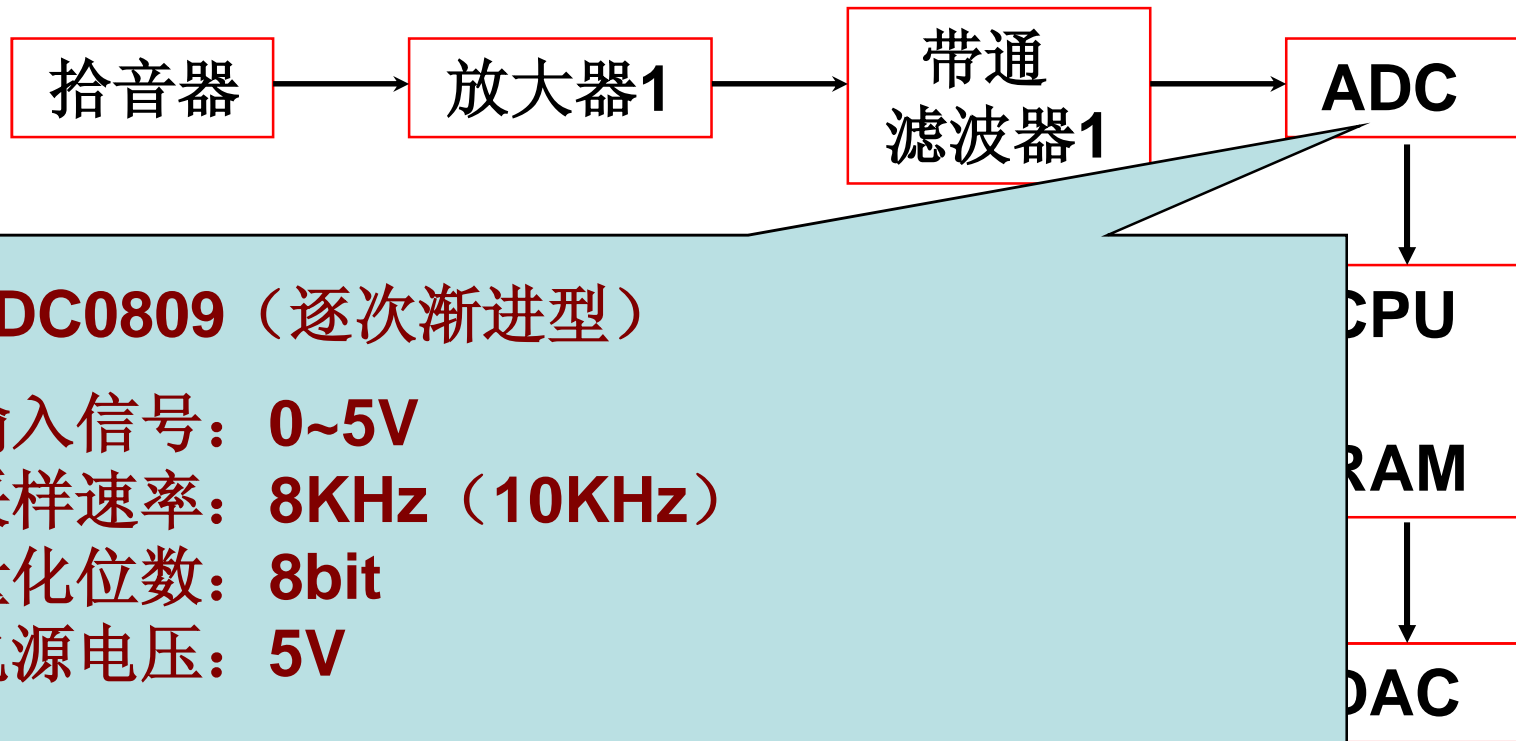 拾音器
放大器1
带通
滤波器1
ADC
DC0809（逐次渐进型）
入信号：0~5V
样速率：8KHz（10KHz）
化位数：8bit
源电压：5V
CPU
RAM
DAC